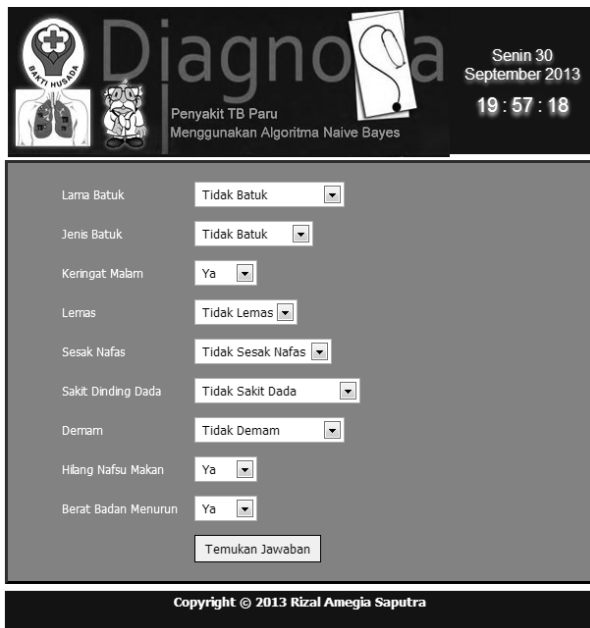 Diagnosa
Penyakit TB Paru
Menggunakan Algoritma Naive Bayes
BAKTI HUSADA
Senin 30
September 2013
19 : 57 : 18
Lama Batuk Tidak Batuk
Jenis Batuk Tidak Batuk
Keringat Malam Ya
Lemas Tidak Lemas
Sesak Nafas Tidak Sesak Nafas
Sakit Dinding Dada Tidak Sakit Dada
Demam Tidak Demam
Hilang Nafsu Makan Ya
Berat Badan Menurun Ya
Temukan Jawaban
Copyright © 2013 Rizal Amegia Saputra